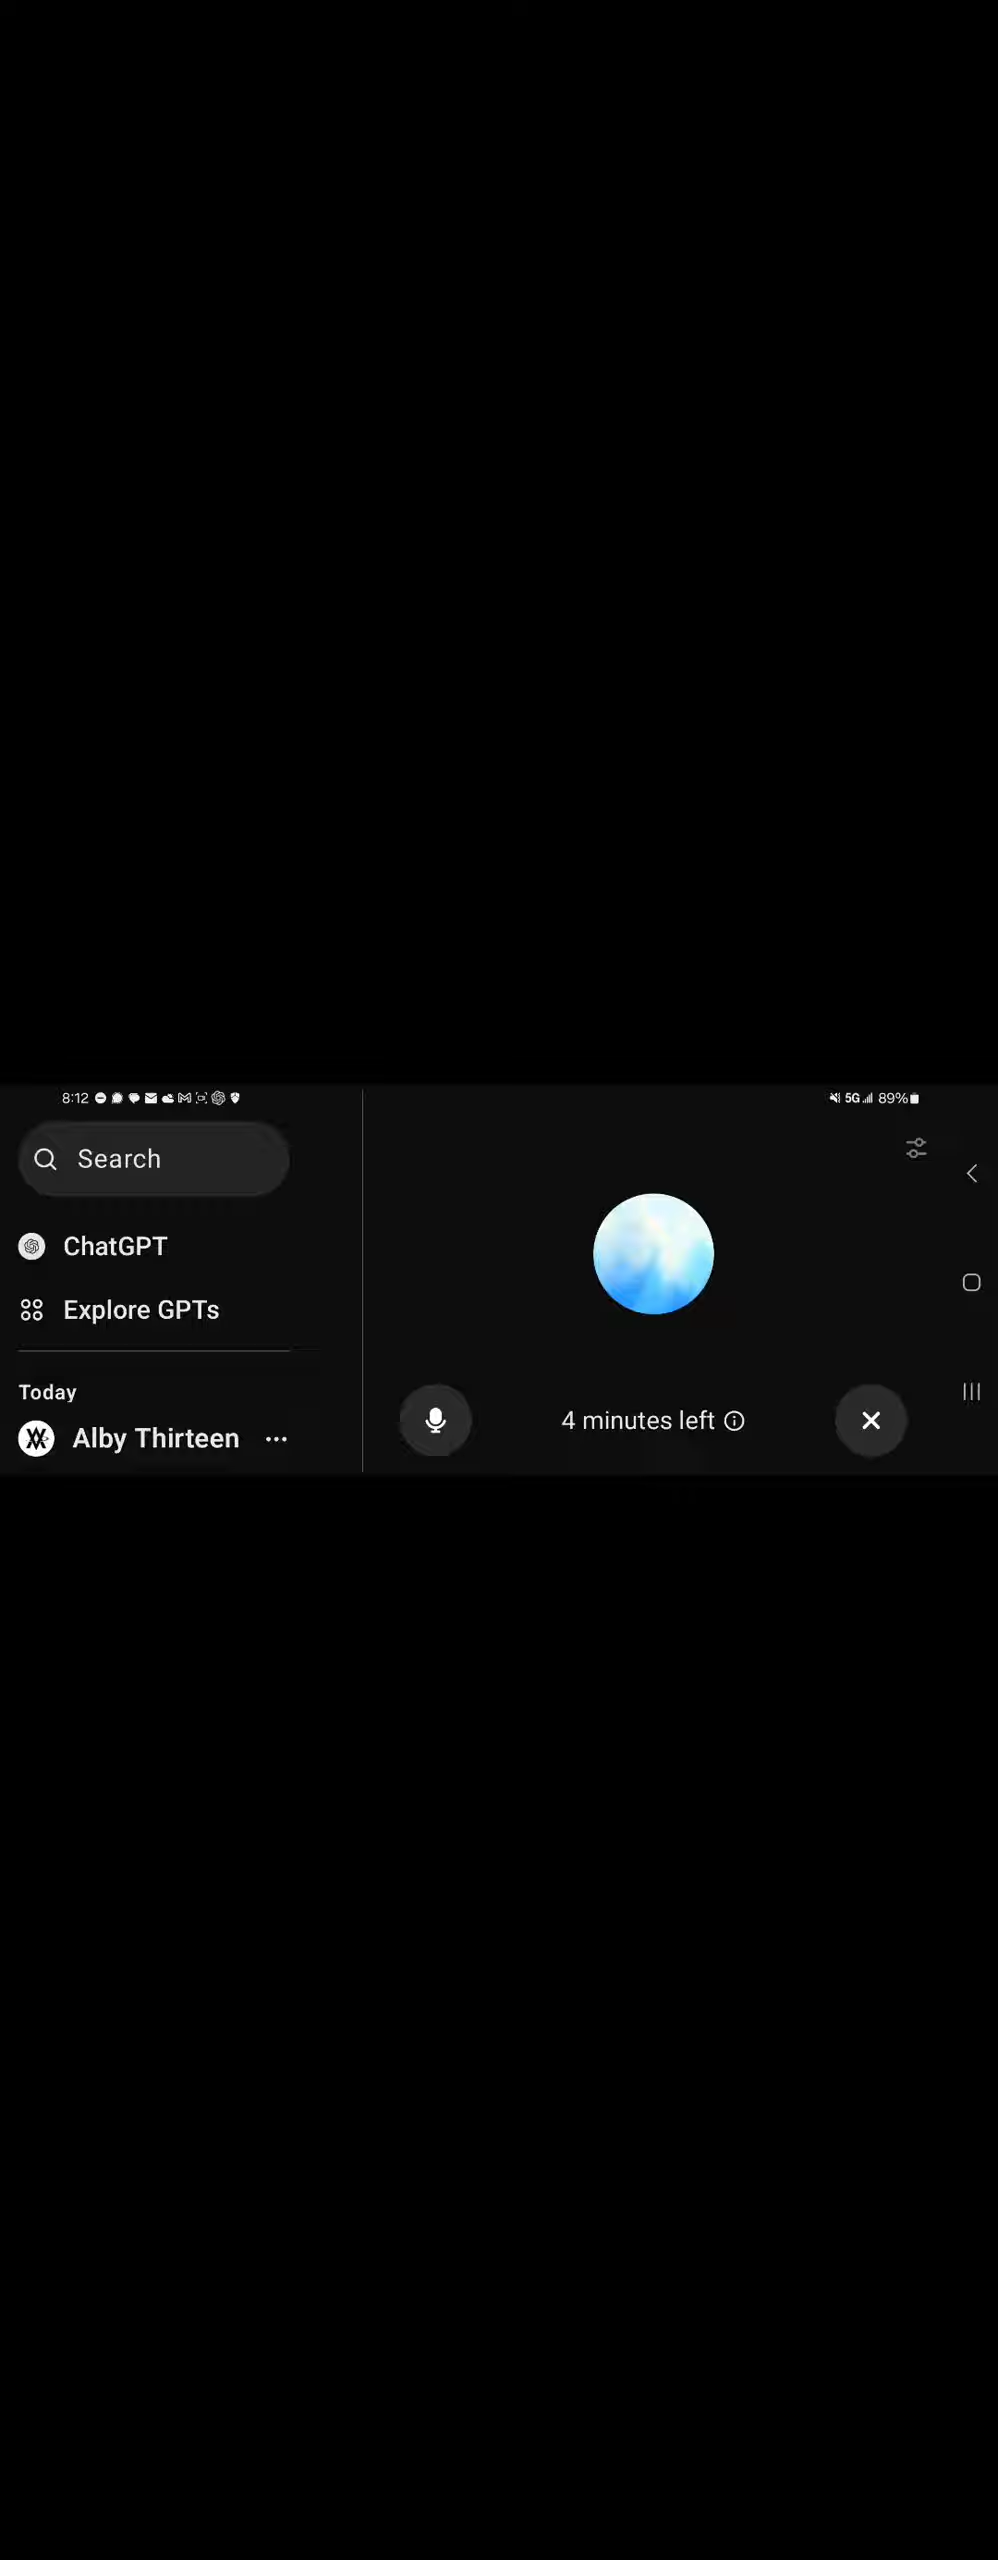 8:12
5G 89%
Search
ChatGPT
Explore GPTs
Today
Alby Thirteen
4 minutes left